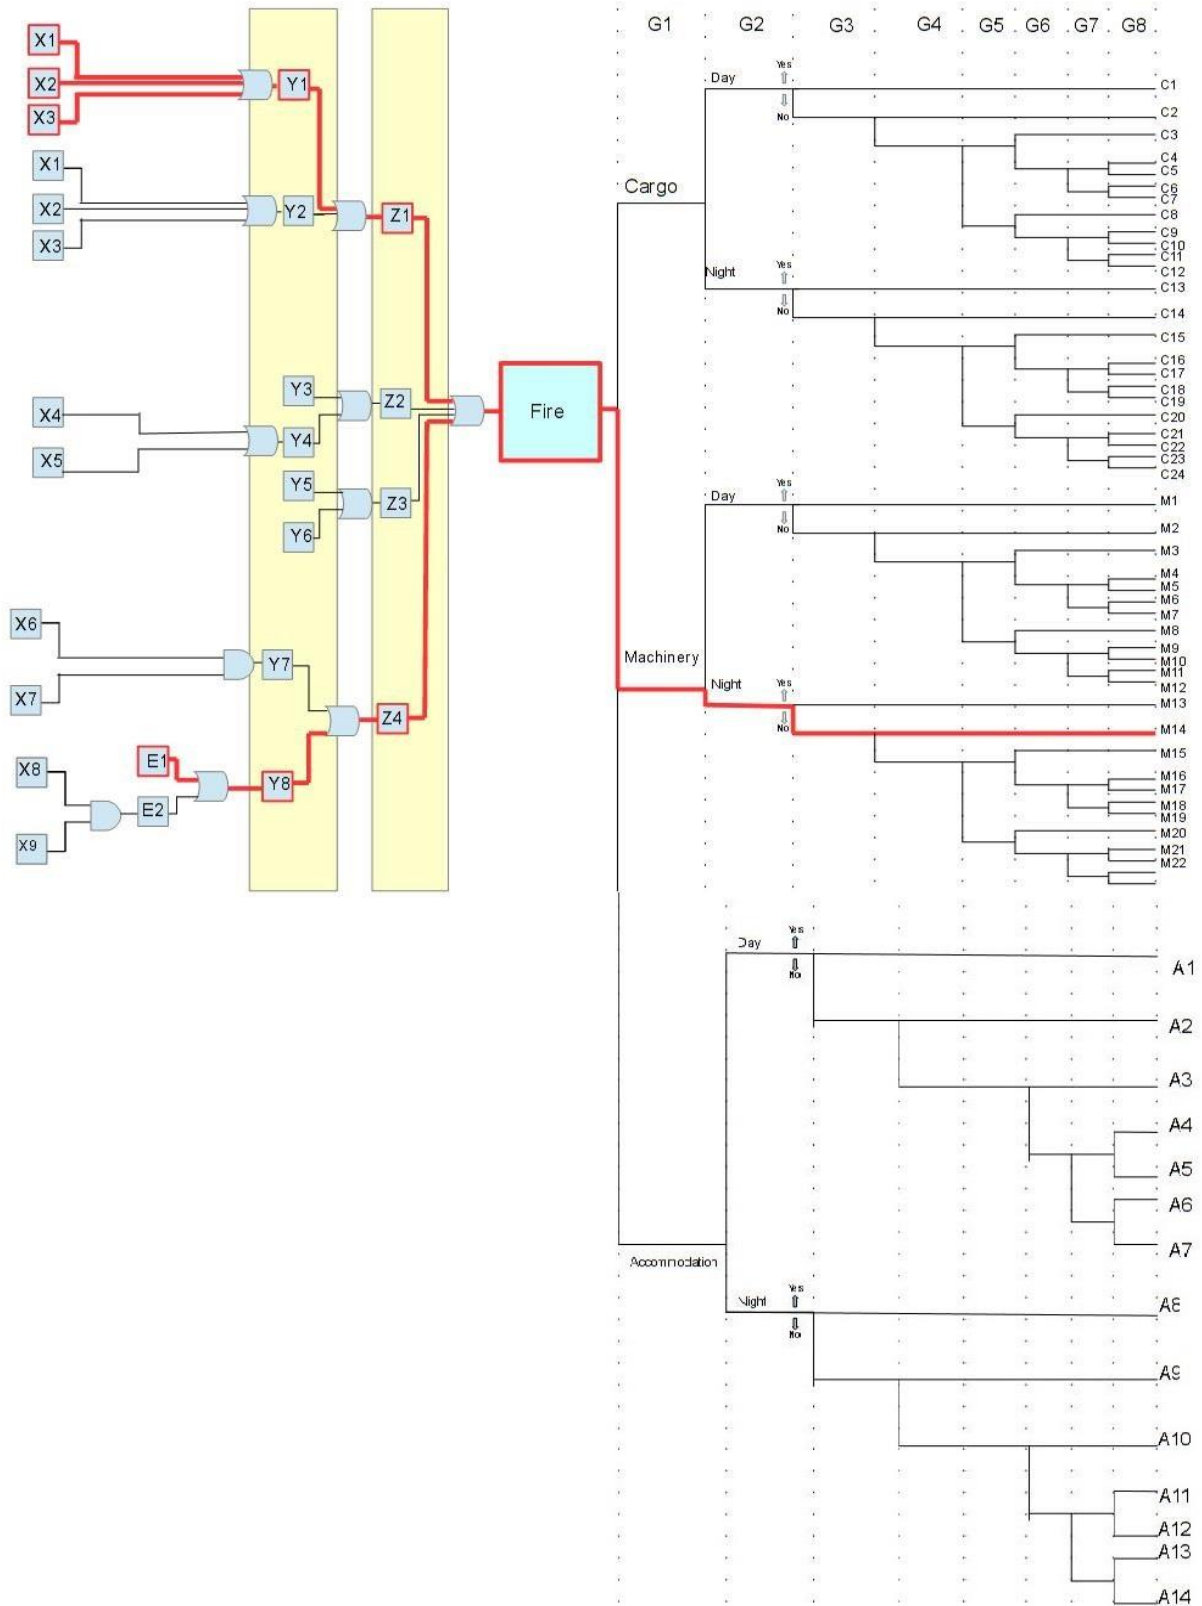 G1 G2 G3 G4 G5 G6 G7 G8
X1
X2
X3
Y1
X1
X2
X3
Y2
Z1
X4
X5
Y3
Y4
Z2
Y5
Y6
Z3
X6
X7
Y7
Z4
X8
X9
E1
E2
Y8
Fire
Cargo
Day
Yes
No
C1
C2
C3
C4
C5
C6
C7
C8
C9
C10
C11
C12
Night
Yes
No
C13
C14
C15
C16
C17
C18
C19
C20
C21
C22
C23
C24
Machinery
Day
Yes
No
M1
M2
M3
M4
M5
M6
M7
M8
M9
M10
M11
M12
Night
Yes
No
M13
M14
M15
M16
M17
M18
M19
M20
M21
M22
Accommodation
Day
Yes
No
A1
A2
A3
A4
A5
A6
A7
Night
Yes
No
A8
A9
A10
A11
A12
A13
A14